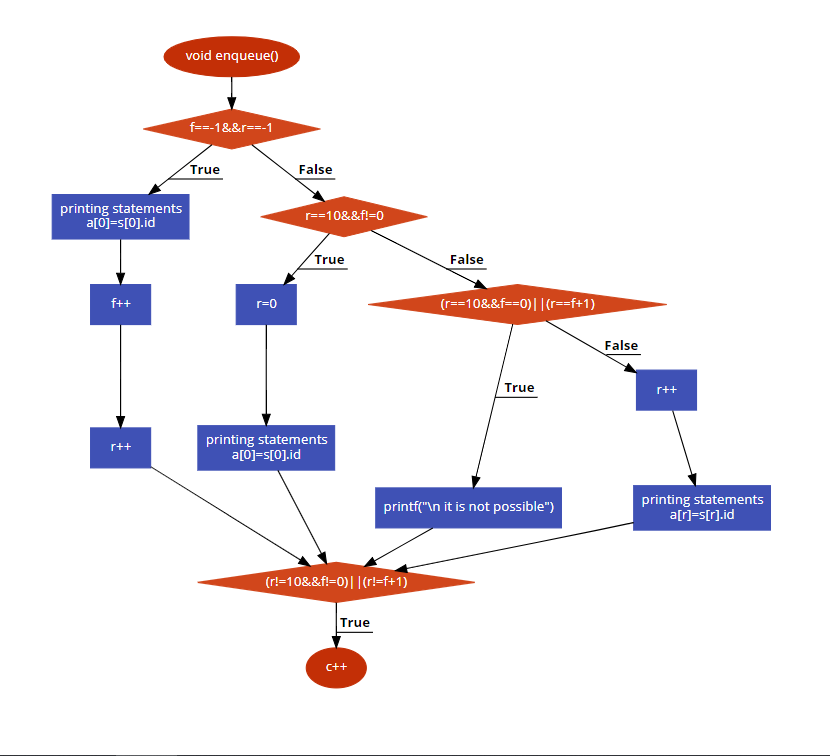 void enqueue()
f==-1&&r==-1
True
False
printing statements
a[0]=s[0].id
r==10&&f!=0
True
False
f++
r=0
(r==10&&f==0)||(r==f+1)
False
True
r++
r++
printing statements
a[0]=s[0].id
printf("\n it is not possible")
printing statements
a[r]=s[r].id
(r!=10&&f!=0)||(r!=f+1)
True
c++